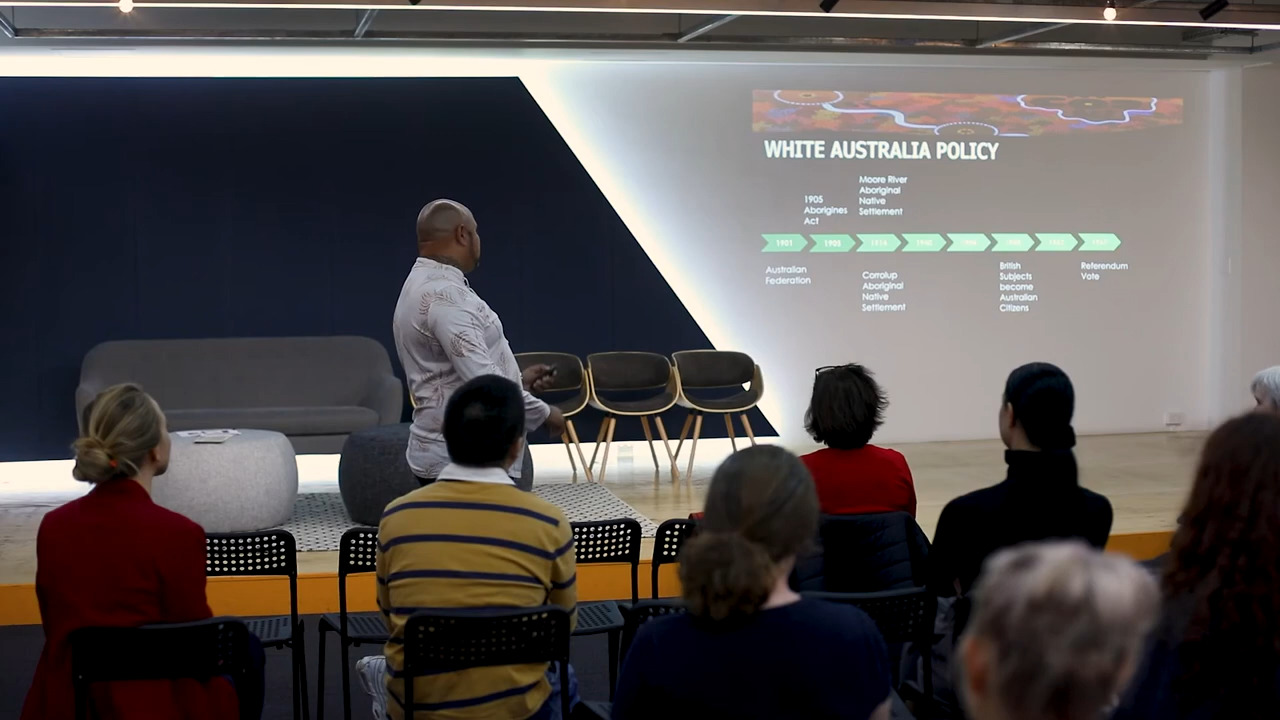 WHITE AUSTRALIA POLICY
1905
Aborigines
Act
Moore River
Aboriginal
Native
Settlement
1901
1905
Australian
Federation
Corrolup
Aboriginal
Native
Settlement
British
Subjects
become
Australian
Citizens
Referendum
Vote